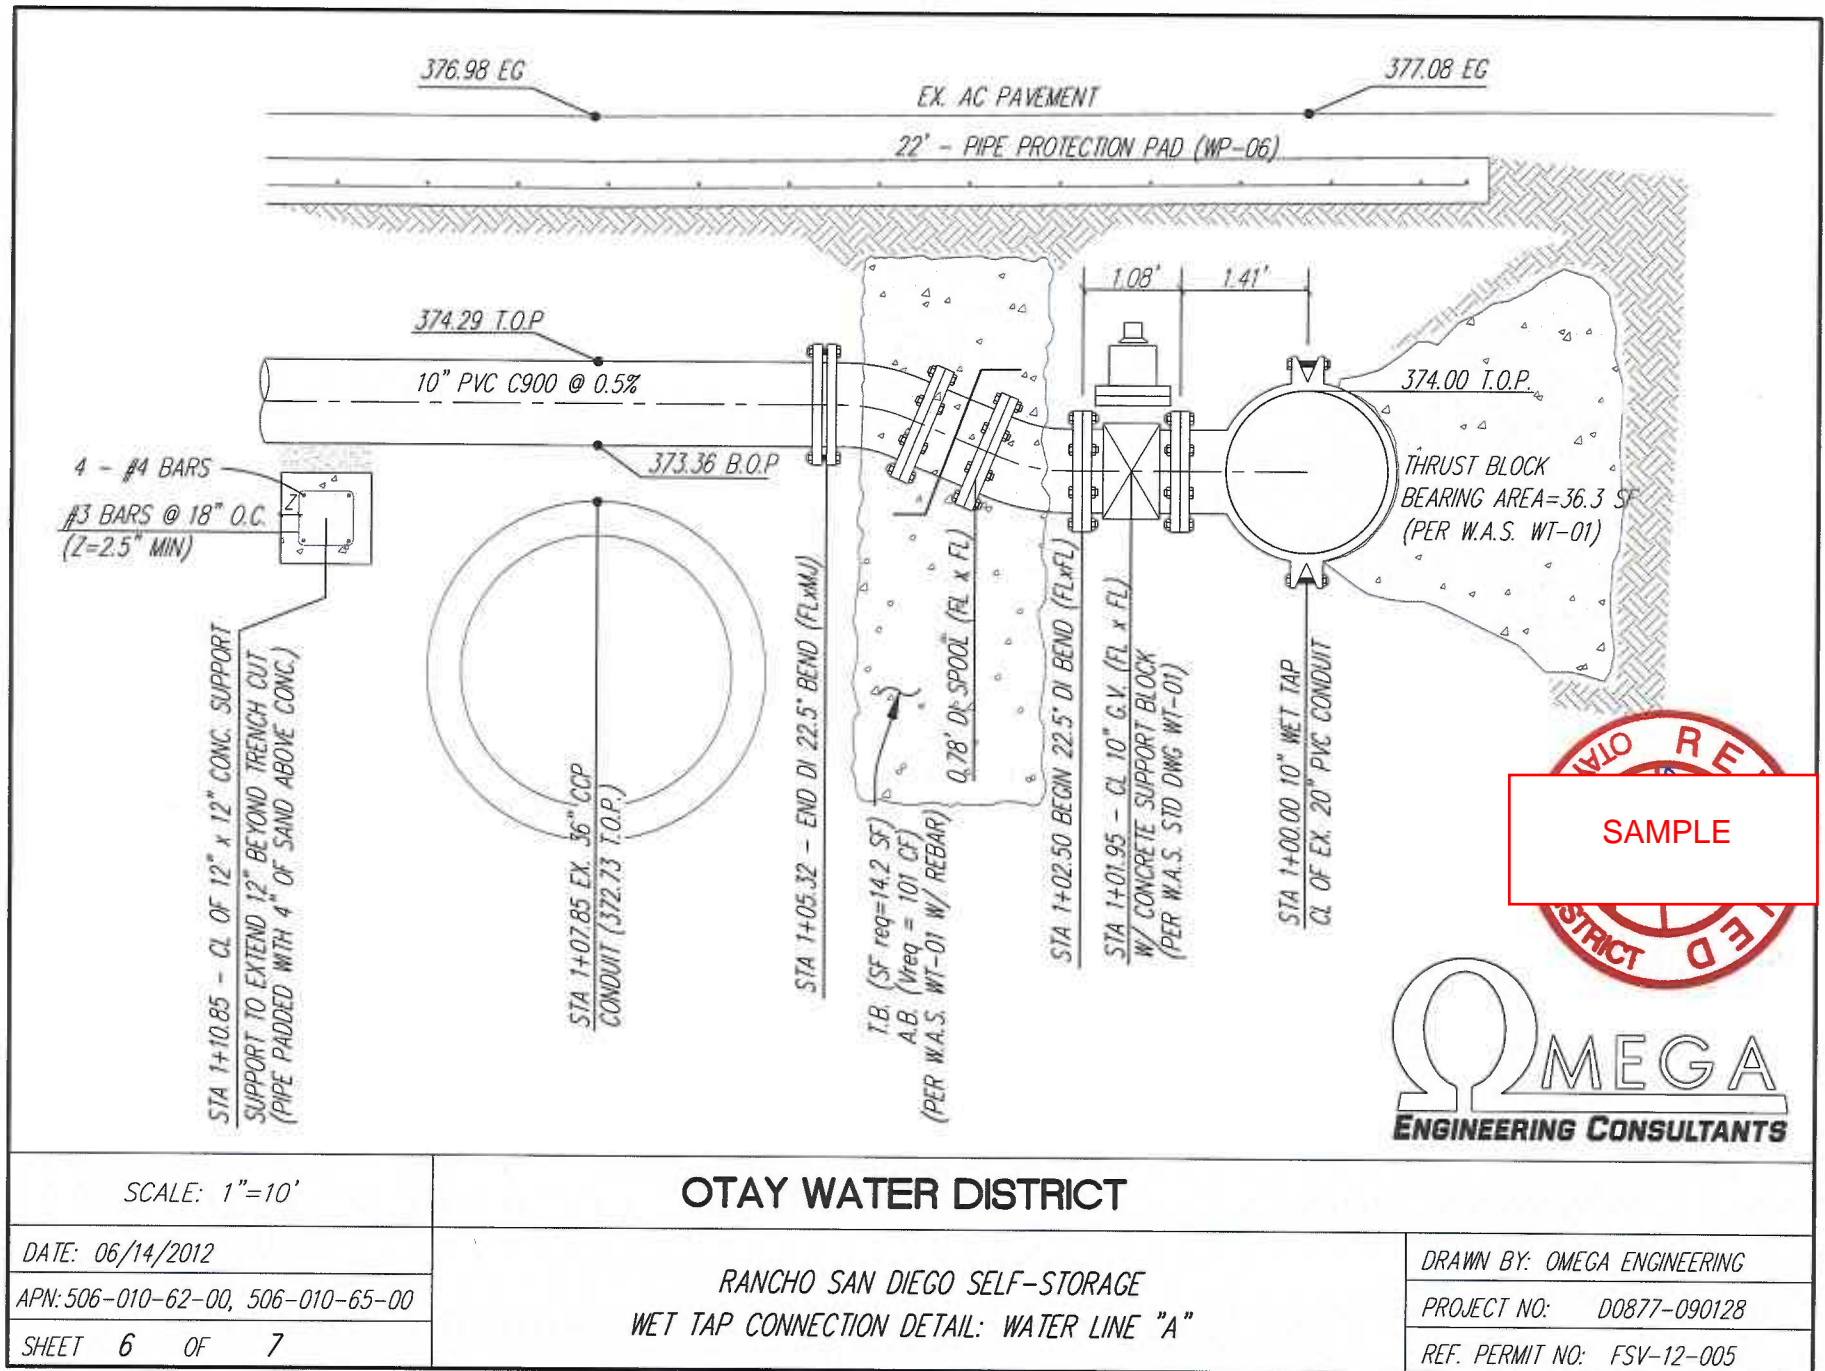 376.98 EG
377.08 EG
EX. AC PAVEMENT
22' - PIPE PROTECTION PAD (WP-06)
1.08'
1.41'
374.29 T.O.P
10" PVC C900 @ 0.5%
374.00 T.O.P.
373.36 B.O.P
4 - #4 BARS
#3 BARS @ 18" O.C.
(Z=2.5" MIN)
Z
THRUST BLOCK
BEARING AREA=36.3 SF
(PER W.A.S. WT-01)
STA 1+10.85 - CL OF 12" x 12" CONC. SUPPORT
SUPPORT TO EXTEND 12" BEYOND TRENCH CUT
(PIPE PADDED WITH 4" OF SAND ABOVE CONC.)
STA 1+07.85 EX. 36" CCP
CONDUIT (372.73 T.O.P.)
STA 1+05.32 - END DI 22.5° BEND (FLxMJ)
T.B. (SF req=14.2 SF)
A.B. (Vreq = 101 CF)
(PER W.A.S. WT-01 W/ REBAR)
0.78' DI SPOOL (FL x FL)
STA 1+02.50 BEGIN 22.5° DI BEND (FLxFL)
STA 1+01.95 - CL 10" G.V. (FL x FL)
W/ CONCRETE SUPPORT BLOCK
(PER W.A.S. STD DWG WT-01)
STA 1+00.00 10" WET TAP
CL OF EX. 20" PVC CONDUIT
SAMPLE
OMEGA
ENGINEERING CONSULTANTS
SCALE: 1"=10'
OTAY WATER DISTRICT
DATE: 06/14/2012
APN: 506-010-62-00, 506-010-65-00
SHEET 6 OF 7
RANCHO SAN DIEGO SELF-STORAGE
WET TAP CONNECTION DETAIL: WATER LINE "A"
DRAWN BY: OMEGA ENGINEERING
PROJECT NO: D0877-090128
REF. PERMIT NO: FSV-12-005